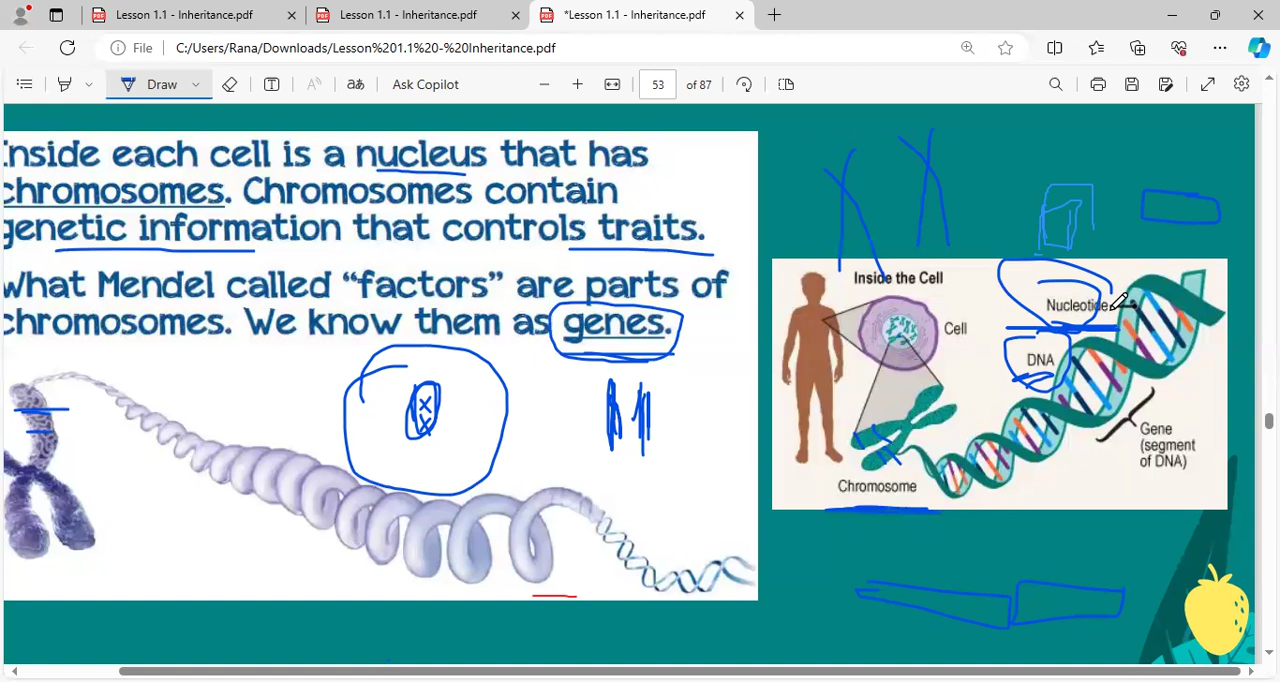 Lesson 1.1 - Inheritance.pdf
Lesson 1.1 - Inheritance.pdf
*Lesson 1.1 - Inheritance.pdf
File
C:/Users/Rana/Downloads/Lesson%201.1%20-%20Inheritance.pdf
Draw
Ask Copilot
53 of 87
Inside each cell is a nucleus that has
chromosomes. Chromosomes contain
genetic information that controls traits.
What Mendel called “factors” are parts of
chromosomes. We know them as genes.
Inside the Cell
Cell
Nucleotide
DNA
Gene
(segment
of DNA)
Chromosome